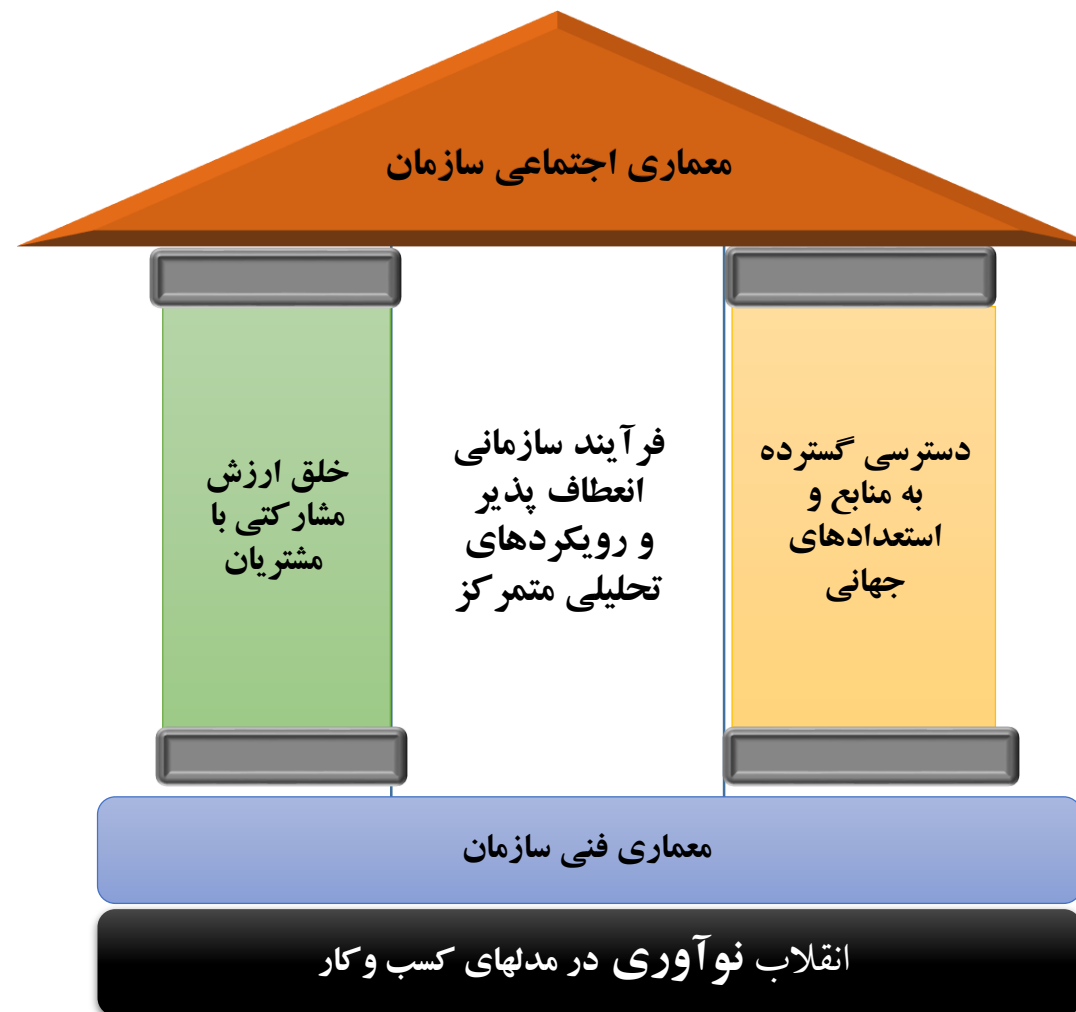 معماری اجتماعی سازمان
دسترسی گسترده
به منابع و
استعدادهای
جهانی
فرآیند سازمانی
انعطاف پذیر
و رویکردهای
تحلیلی متمرکز
خلق ارزش
مشارکتی با
مشتریان
معماری فنی سازمان
انقلاب نوآوری در مدلهای کسب وکار